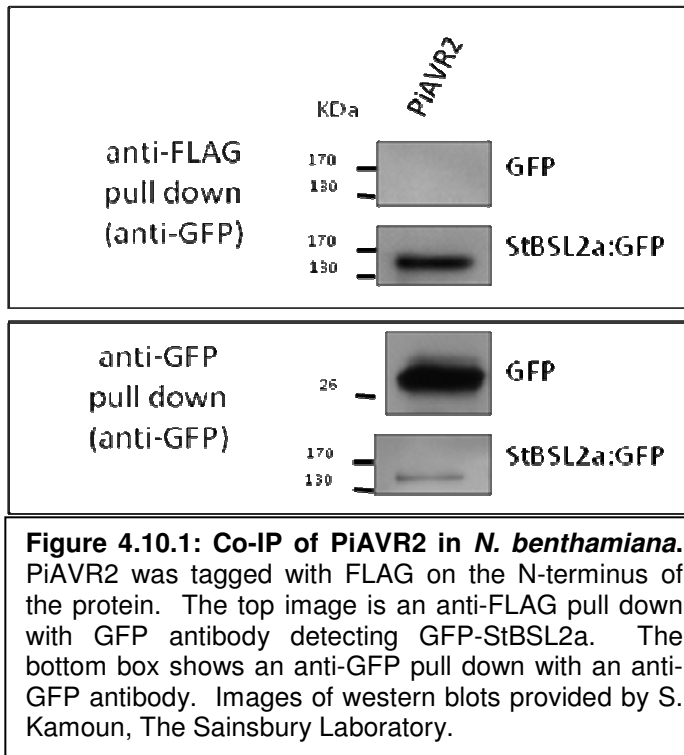 PiAVR2
KDa
anti-FLAG
pull down
(anti-GFP)
170
130
GFP
170
130
StBSL2a:GFP
anti-GFP
pull down
(anti-GFP)
26
GFP
170
130
StBSL2a:GFP
Figure 4.10.1: Co-IP of PiAVR2 in N. benthamiana.
PiAVR2 was tagged with FLAG on the N-terminus of
the protein. The top image is an anti-FLAG pull down
with GFP antibody detecting GFP-StBSL2a. The
bottom box shows an anti-GFP pull down with an anti-
GFP antibody. Images of western blots provided by S.
Kamoun, The Sainsbury Laboratory.